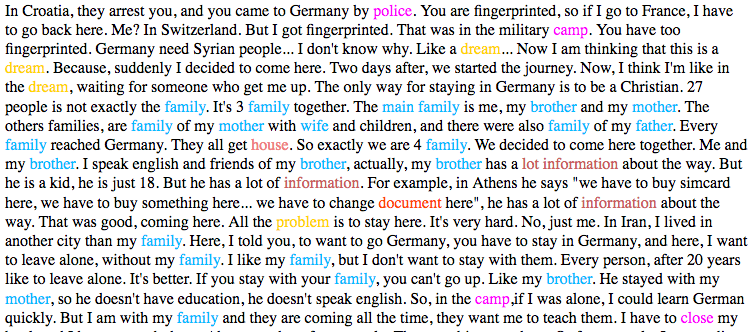 In Croatia, they arrest you, and you came to Germany by police. You are fingerprinted, so if I go to France, I have
to go back here. Me? In Switzerland. But I got fingerprinted. That was in the military camp. You have too
fingerprinted. Germany need Syrian people... I don't know why. Like a dream... Now I am thinking that this is a
dream. Because, suddenly I decided to come here. Two days after, we started the journey. Now, I think I'm like in
the dream, waiting for someone who get me up. The only way for staying in Germany is to be a Christian. 27
people is not exactly the family. It's 3 family together. The main family is me, my brother and my mother. The
others families, are family of my mother with wife and children, and there were also family of my father. Every
family reached Germany. They all get house. So exactly we are 4 family. We decided to come here together. Me and
my brother. I speak english and friends of my brother, actually, my brother has a lot information about the way. But
he is a kid, he is just 18. But he has a lot of information. For example, in Athens he says "we have to buy simcard
here, we have to buy something here... we have to change document here", he has a lot of information about the
way. That was good, coming here. All the problem is to stay here. It's very hard. No, just me. In Iran, I lived in
another city than my family. Here, I told you, to want to go Germany, you have to stay in Germany, and here, I want
to leave alone, without my family. I like my family, but I don't want to stay with them. Every person, after 20 years
like to leave alone. It's better. If you stay with your family, you can't go up. Like my brother. He stayed with my
mother, so he doesn't have education, he doesn't speak english. So, in the camp,if I was alone, I could learn German
quickly. But I am with my family and they are coming all the time, they want me to teach them. I have to close my